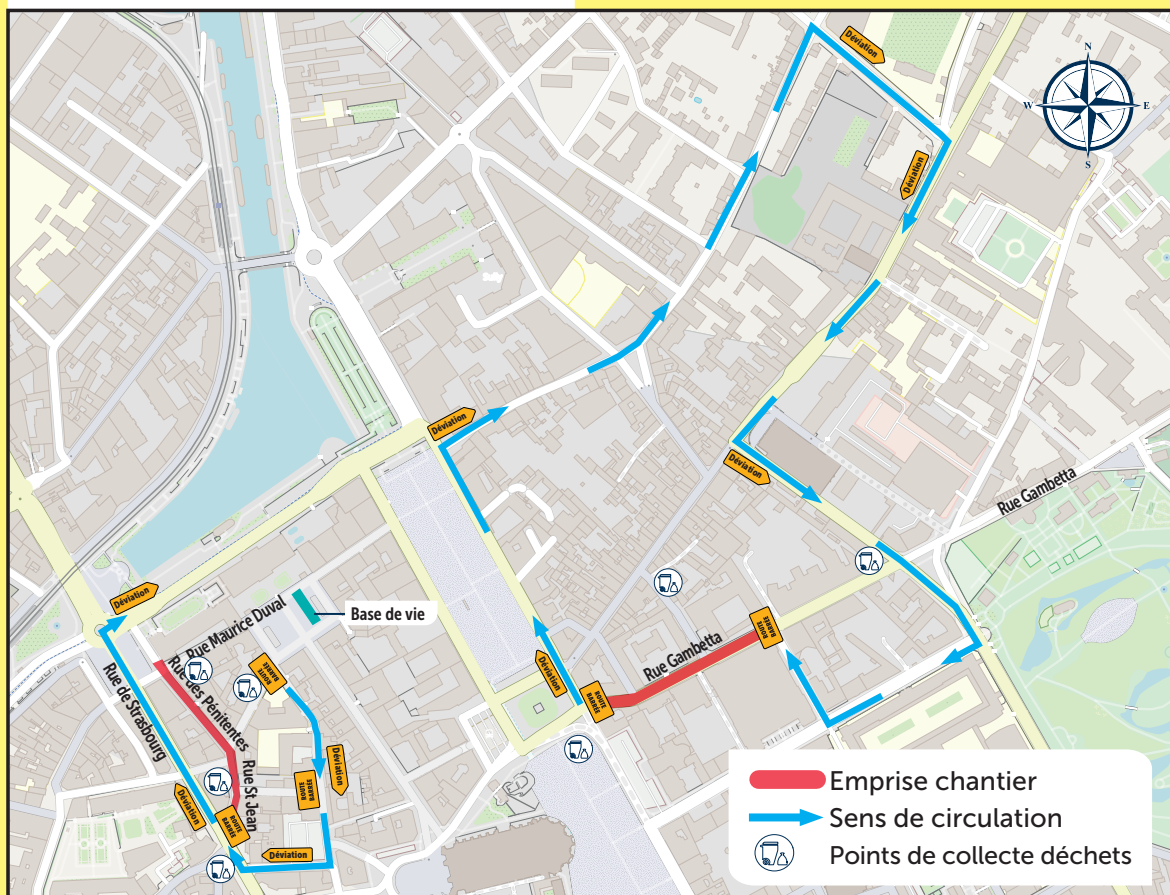 Déviation
N
W
E
S
Déviation
Déviation
Déviation
Rue Gambetta
Déviation
Base de vie
Rue Maurice Duval
ROUTE
BARRÉE
Rue Gambetta
Rue des Pénitentes
ROUTE
BARRÉE
Déviation
ROUTE
BARRÉE
Rue de Strasbourg
Déviation
ROUTE
BARRÉE
Rue St Jean
Déviation
ROUTE
BARRÉE
Déviation
Emprise chantier
Sens de circulation
Points de collecte déchets